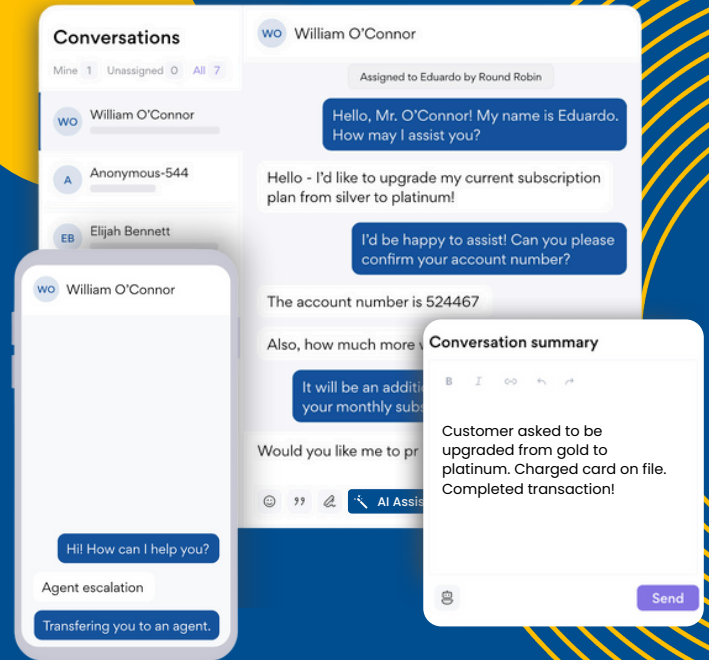 Conversations
Mine 1 Unassigned 0 All 7
WO William O'Connor
A Anonymous-544
EB Elijah Bennett
WO William O'Connor
Assigned to Eduardo by Round Robin
Hello, Mr. O'Connor! My name is Eduardo.
How may I assist you?
Hello - I'd like to upgrade my current subscription
plan from silver to platinum!
I'd be happy to assist! Can you please
confirm your account number?
The account number is 524467
Also, how much more
It will be an
your monthly
Would you like me to
AI
WO William O'Connor
Hi! How can I help you?
Agent escalation
Transfering you to an agent.
Conversation summary
B I
Customer asked to be
upgraded from gold to
platinum. Charged card on file.
Completed transaction!
Send